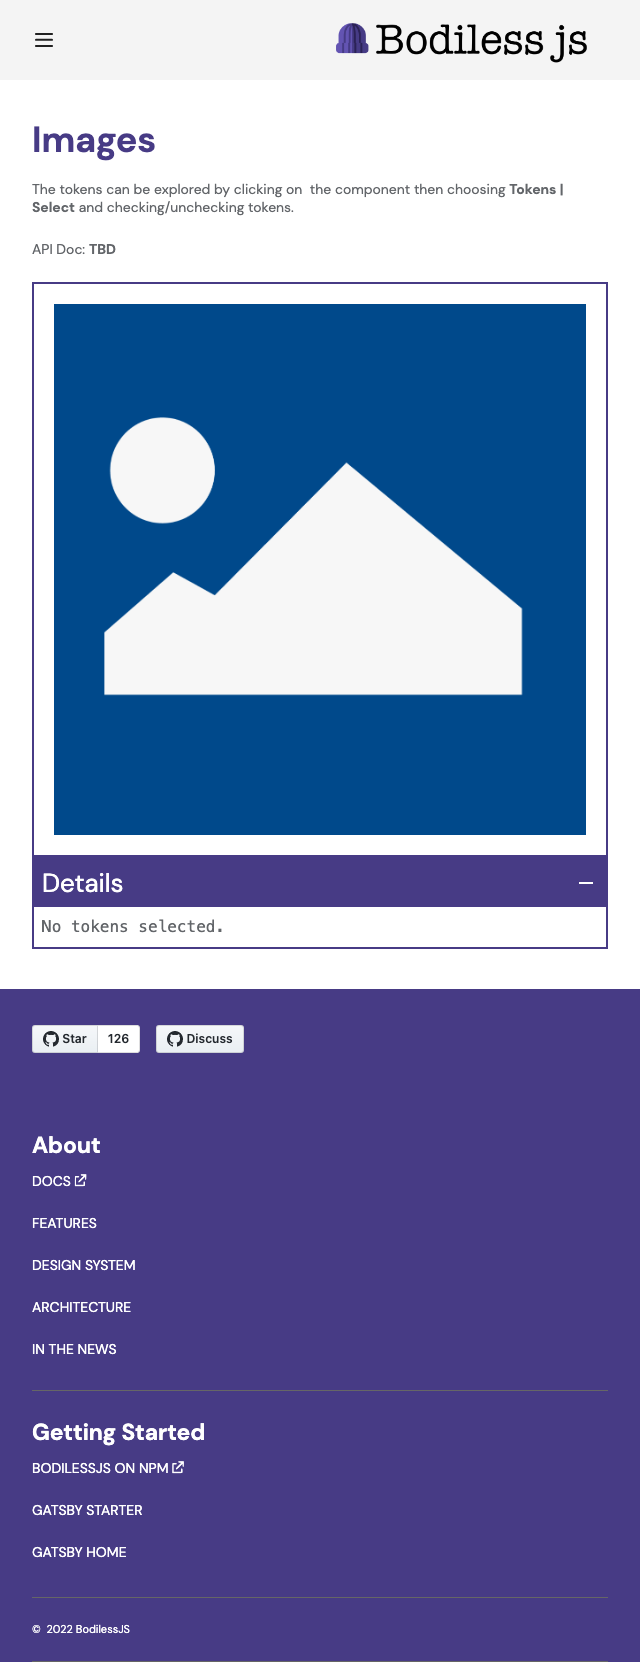 Bodiless js
Images
The tokens can be explored by clicking on  the component then choosing Tokens |
Select and checking/unchecking tokens.
API Doc: TBD
Details
No tokens selected.
Star 126 Discuss
About
DOCS
FEATURES
DESIGN SYSTEM
ARCHITECTURE
IN THE NEWS
Getting Started
BODILESSJS ON NPM
GATSBY STARTER
GATSBY HOME
© 2022 BodilessJS